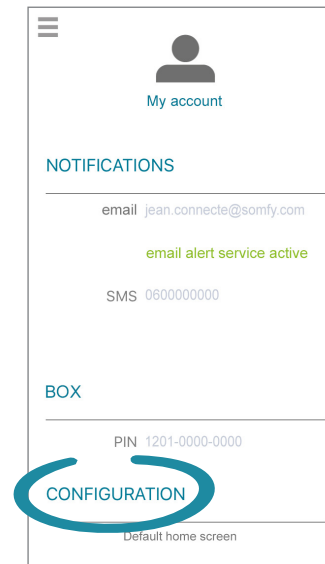 My account
NOTIFICATIONS
email jean.connecte@somfy.com
email alert service active
SMS 0600000000
BOX
PIN 1201-0000-0000
CONFIGURATION
Default home screen